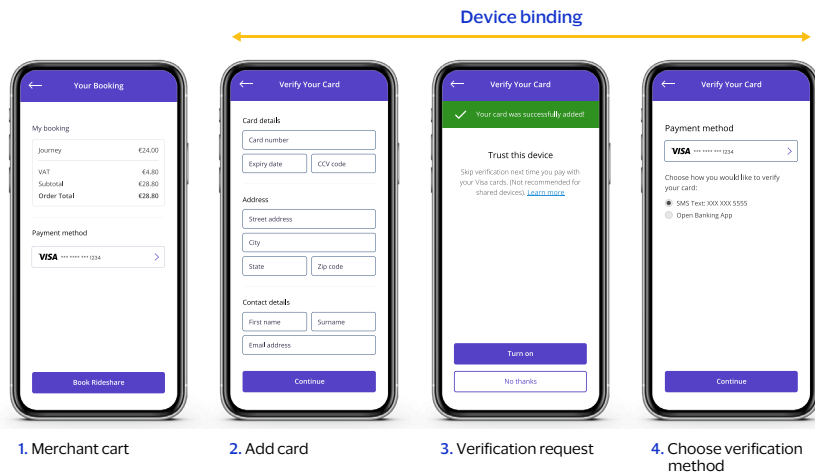 Device binding
Your Booking
My booking
Journey €24.00
VAT €4.80
Subtotal €28.80
Order Total €28.80
Payment method
VISA **** **** *** 1234
Book Rideshare
1. Merchant cart
Verify Your Card
Card details
Card number
Expiry date CCV code
Address
Street address
City
State Zip code
Contact details
First name Surname
Email address
Continue
2. Add card
Verify Your Card
Your card was successfully added!
Trust this device
Skip verification next time you pay with
your Visa cards. (Not recommended for
shared devices). Learn more
Turn on
No thanks
3. Verification request
Verify Your Card
Payment method
VISA **** **** *** 1234
Choose how you would like to verify
your card:
SMS Text: XXX XXX 5555
Open Banking App
Continue
4. Choose verification
method